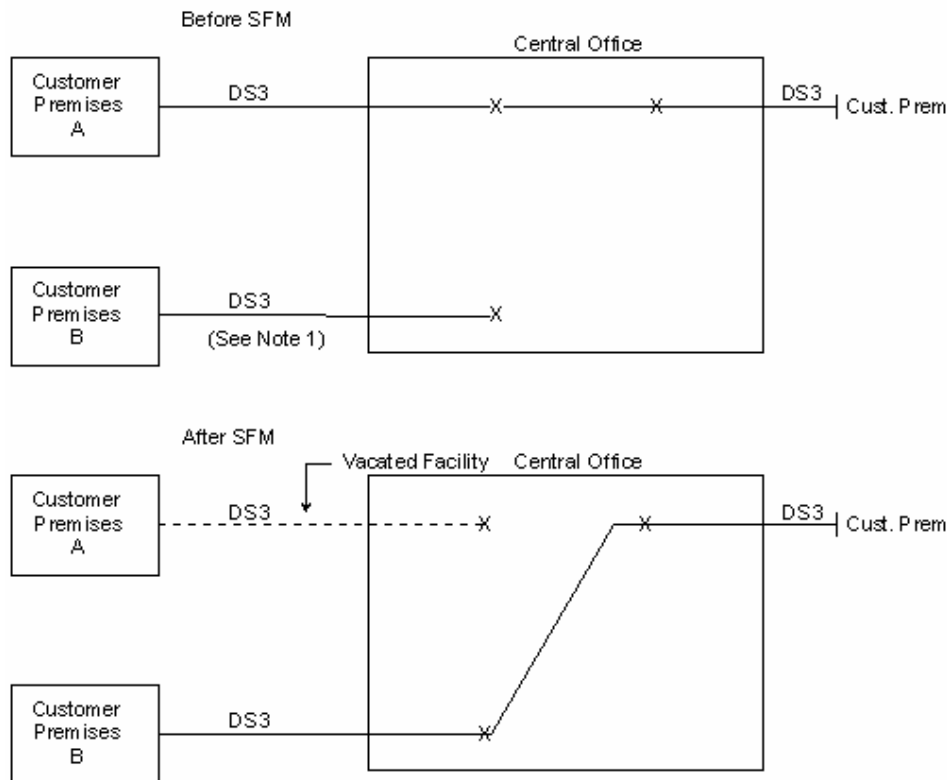 Before SFM
Central Office
Customer
Premises
A
DS3
X
X
DS3
Cust. Prem
Customer
Premises
B
DS3
(See Note 1)
X
After SFM
Vacated Facility
Central Office
Customer
Premises
A
DS3
X
X
DS3
Cust. Prem
Customer
Premises
B
DS3
X